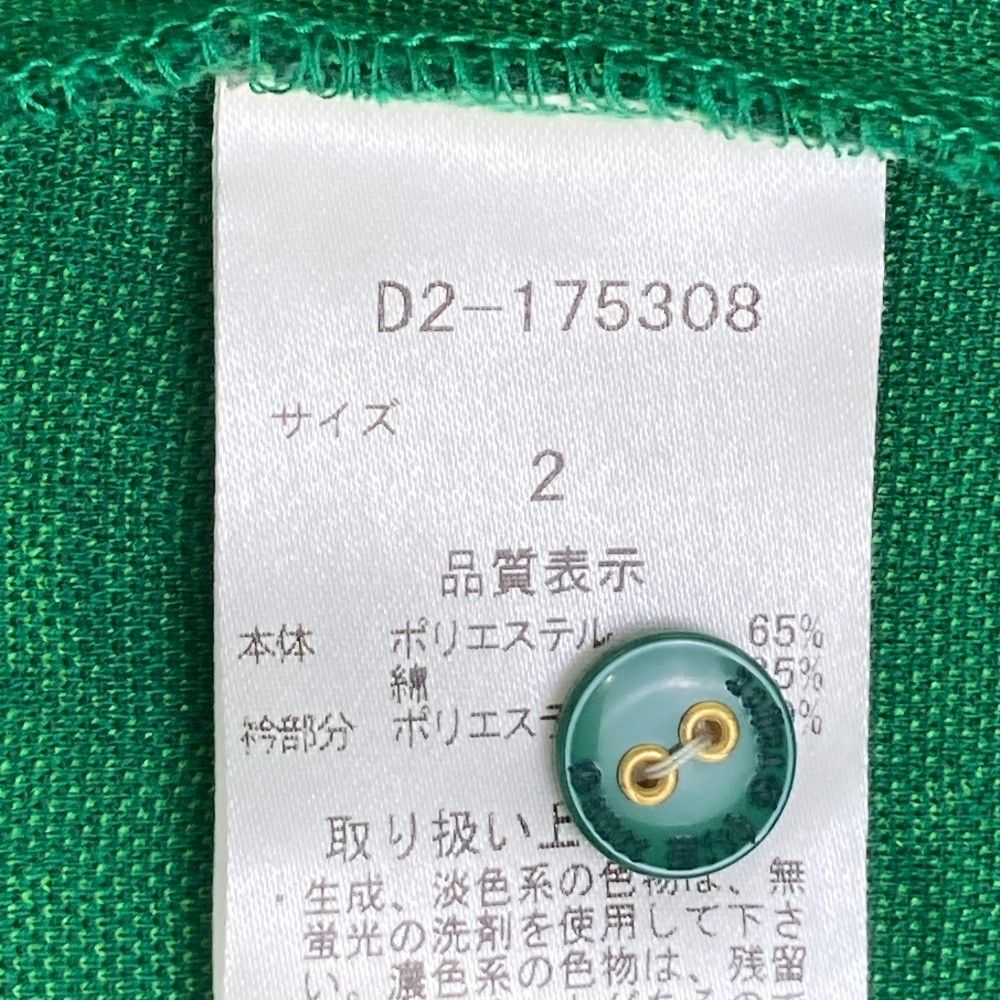 D2-175308
サイズ
2
品質表示
本体 ポリエステル 65%
綿 35%
衿部分 ポリエステ %
取り扱い上
・生成、淡色系の色物は、無
蛍光の洗剤を使用して下さ
い。濃色系の色物は、残留